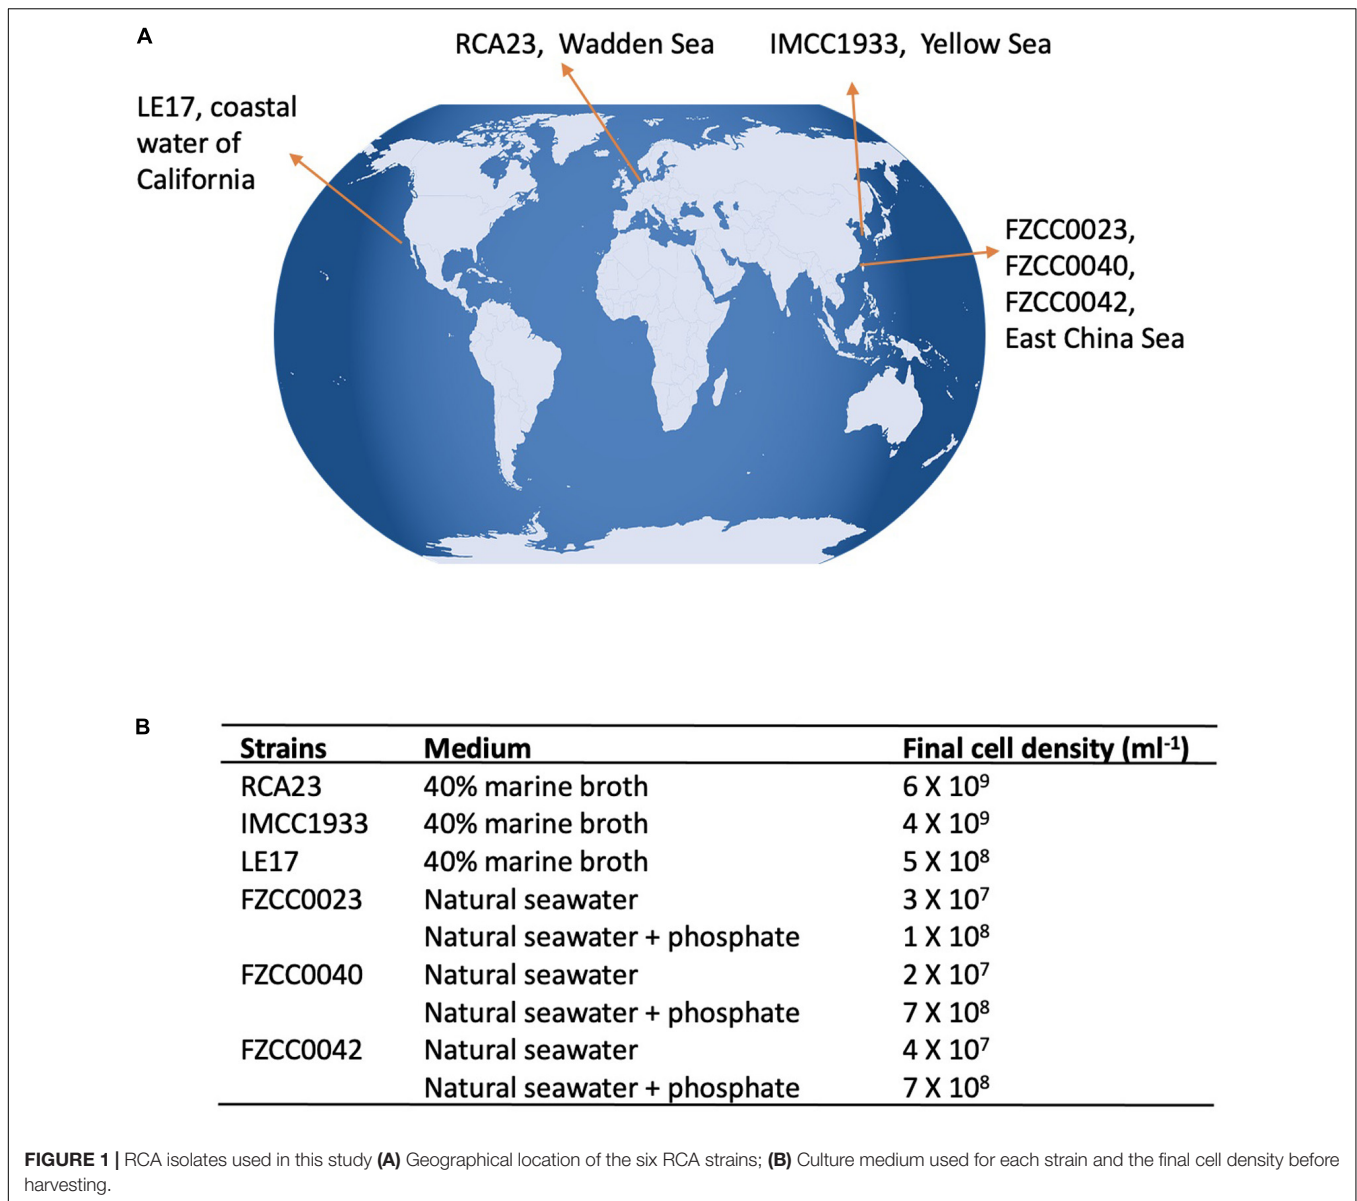 A
RCA23, Wadden Sea
IMCC1933, Yellow Sea
LE17, coastal
water of
California
FZCC0023,
FZCC0040,
FZCC0042,
East China Sea
B
Strains Medium Final cell density (ml⁻¹)
RCA23 40% marine broth 6 X 10⁹
IMCC1933 40% marine broth 4 X 10⁹
LE17 40% marine broth 5 X 10⁸
FZCC0023 Natural seawater 3 X 10⁷
Natural seawater + phosphate 1 X 10⁸
FZCC0040 Natural seawater 2 X 10⁷
Natural seawater + phosphate 7 X 10⁸
FZCC0042 Natural seawater 4 X 10⁷
Natural seawater + phosphate 7 X 10⁸
FIGURE 1 | RCA isolates used in this study (A) Geographical location of the six RCA strains; (B) Culture medium used for each strain and the final cell density before
harvesting.